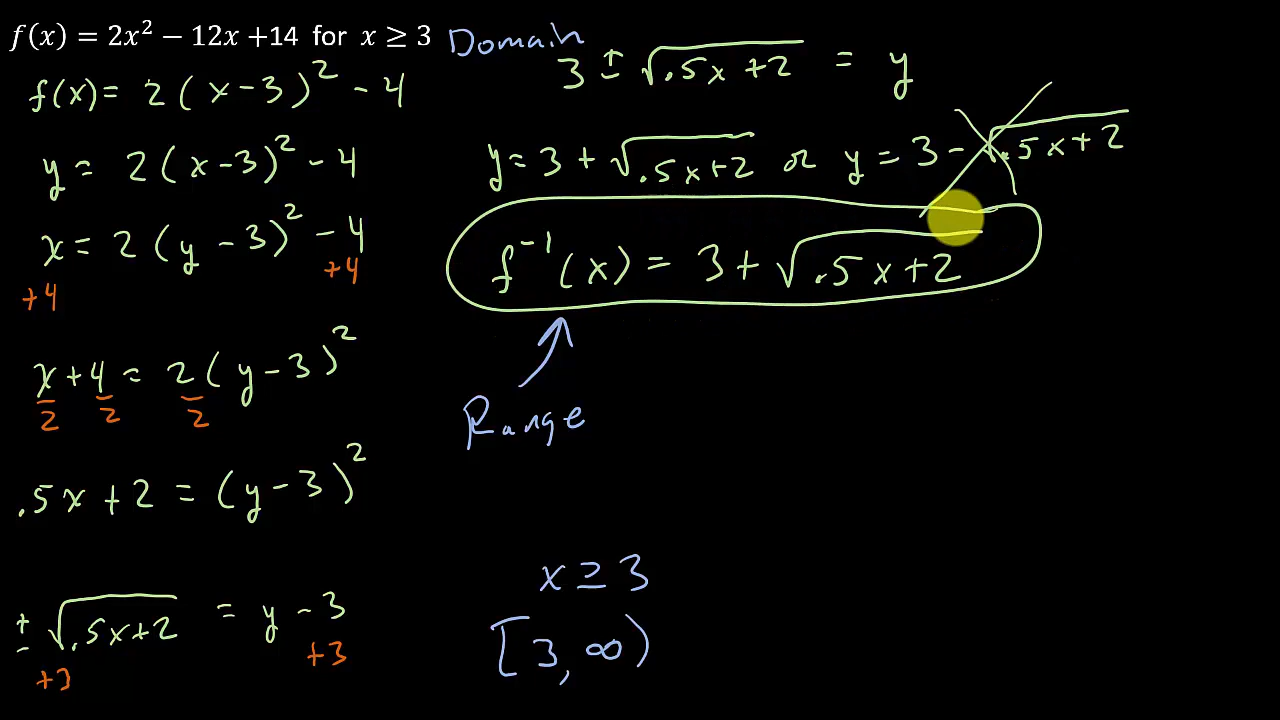 f(x) = 2x² − 12x + 14 for x ≥ 3 Domain
f(x) = 2(x−3)² − 4
y = 2(x−3)² − 4
x = 2(y−3)² − 4
+4 +4
x + 4 = 2(y−3)²
2 2 2
.5x + 2 = (y−3)²
± √.5x+2 = y − 3
+3 +3
3 ± √.5x+2 = y
y = 3 + √.5x+2 or y = 3 − √.5x+2
f⁻¹(x) = 3 + √.5x+2
Range
x ≥ 3
[3, ∞)